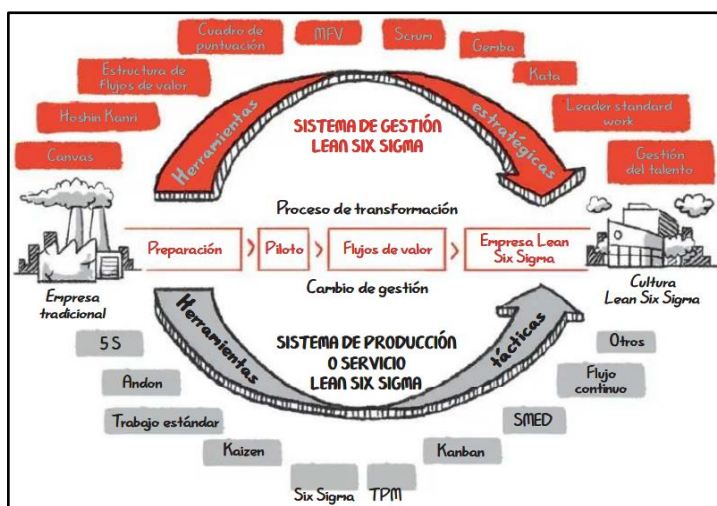 Cuadro de
puntuación
MFV
Scrum
Gemba
Kata
Estructura de
flujos de valor
Hoshin Kanri
Canvas
Leader standard
work
Gestión
del talento
Herramientas
estratégicas
SISTEMA DE GESTIÓN
LEAN SIX SIGMA
Proceso de transformación
Preparación
Piloto
Flujos de valor
Empresa Lean
Six Sigma
Cambio de gestión
Empresa
tradicional
Cultura
Lean Six Sigma
Herramientas
tácticas
SISTEMA DE PRODUCCIÓN
O SERVICIO
LEAN SIX SIGMA
5S
Andon
Trabajo estándar
Kaizen
Six Sigma
TPM
Kanban
SMED
Flujo
continuo
Otros